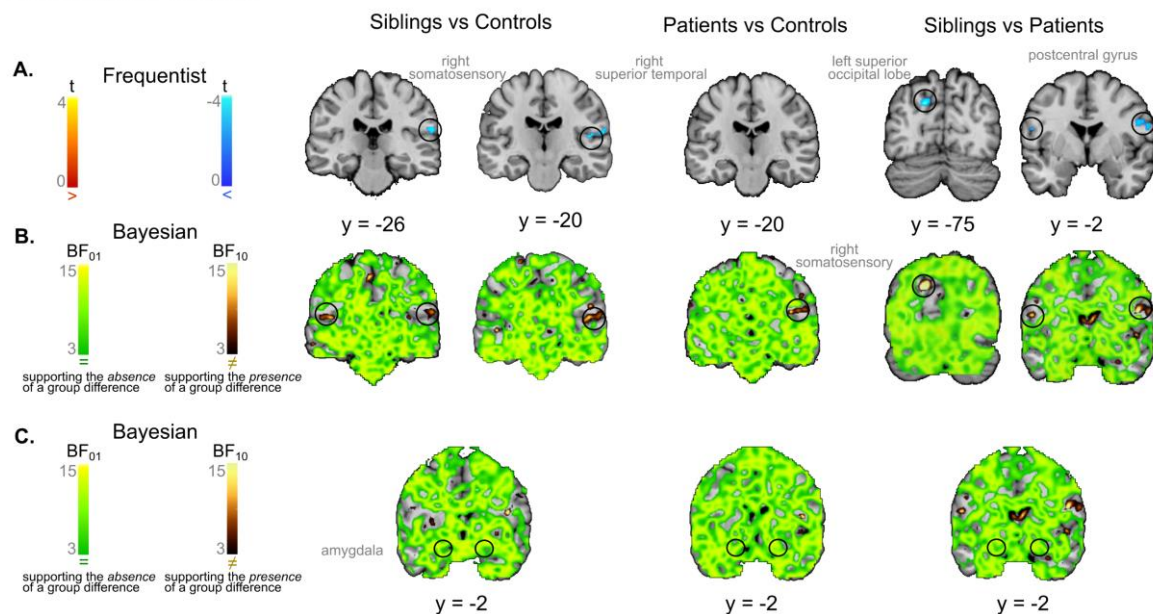 Siblings vs Controls
Patients vs Controls
Siblings vs Patients
A.
Frequentist
t
4
0
>
t
-4
0
<
right
somatosensory
right
superior temporal
left superior
occipital lobe
postcentral gyrus
y = -26
y = -20
y = -20
y = -75
y = -2
B.
Bayesian
BF01
15
3
=
supporting the absence
of a group difference
BF10
15
3
≠
supporting the presence
of a group difference
right
somatosensory
C.
Bayesian
BF01
15
3
=
supporting the absence
of a group difference
BF10
15
3
≠
supporting the presence
of a group difference
amygdala
y = -2
y = -2
y = -2